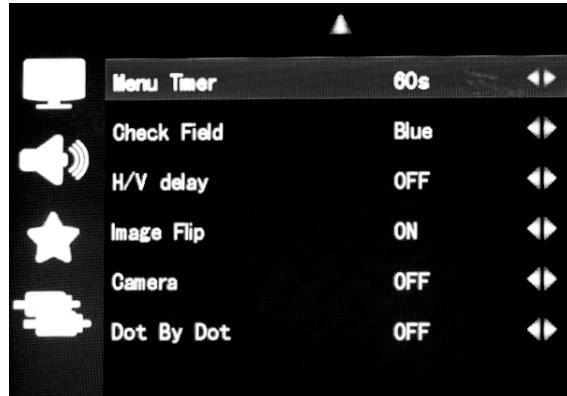 Menu Timer 60s
Check Field Blue
H/V delay OFF
Image Flip ON
Camera OFF
Dot By Dot OFF